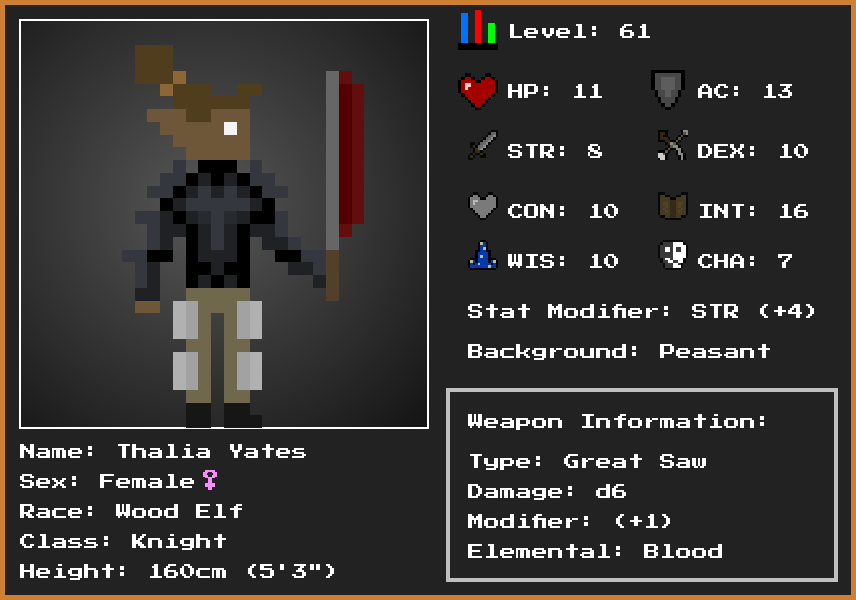 Level: 61
HP: 11
AC: 13
STR: 8
DEX: 10
CON: 10
INT: 16
WIS: 10
CHA: 7
Stat Modifier: STR (+4)
Background: Peasant
Weapon Information:
Type: Great Saw
Damage: d6
Modifier: (+1)
Elemental: Blood
Name: Thalia Yates
Sex: Female♀
Race: Wood Elf
Class: Knight
Height: 160cm (5'3")